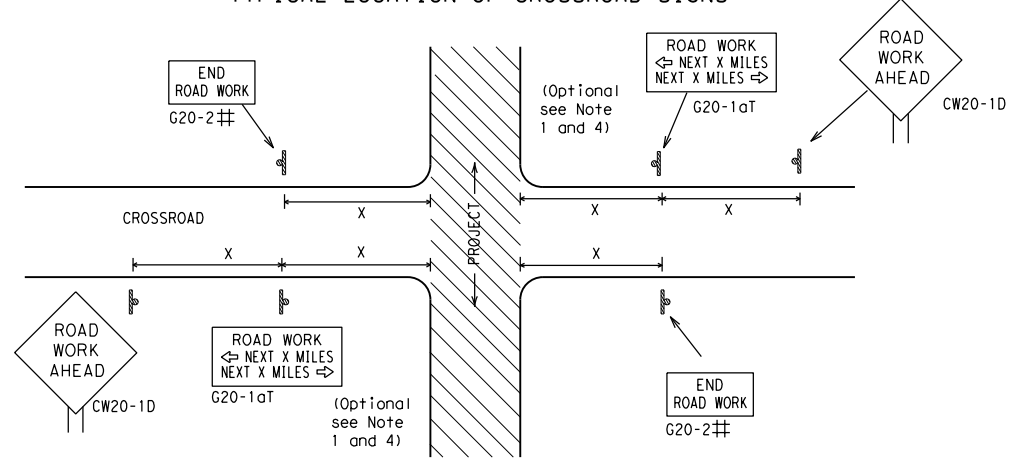 TYPICAL LOCATION OF CROSSROAD SIGNS
ROAD
WORK
AHEAD
CW20-1D
ROAD WORK
⇦ NEXT X MILES
NEXT X MILES ⇨
G20-1aT
(Optional
see Note
1 and 4)
END
ROAD WORK
G20-2#
X
X
X
CROSSROAD
PROJECT
X
X
X
ROAD
WORK
AHEAD
CW20-1D
ROAD WORK
⇦ NEXT X MILES
NEXT X MILES ⇨
G20-1aT
(Optional
see Note
1 and 4)
END
ROAD WORK
G20-2#